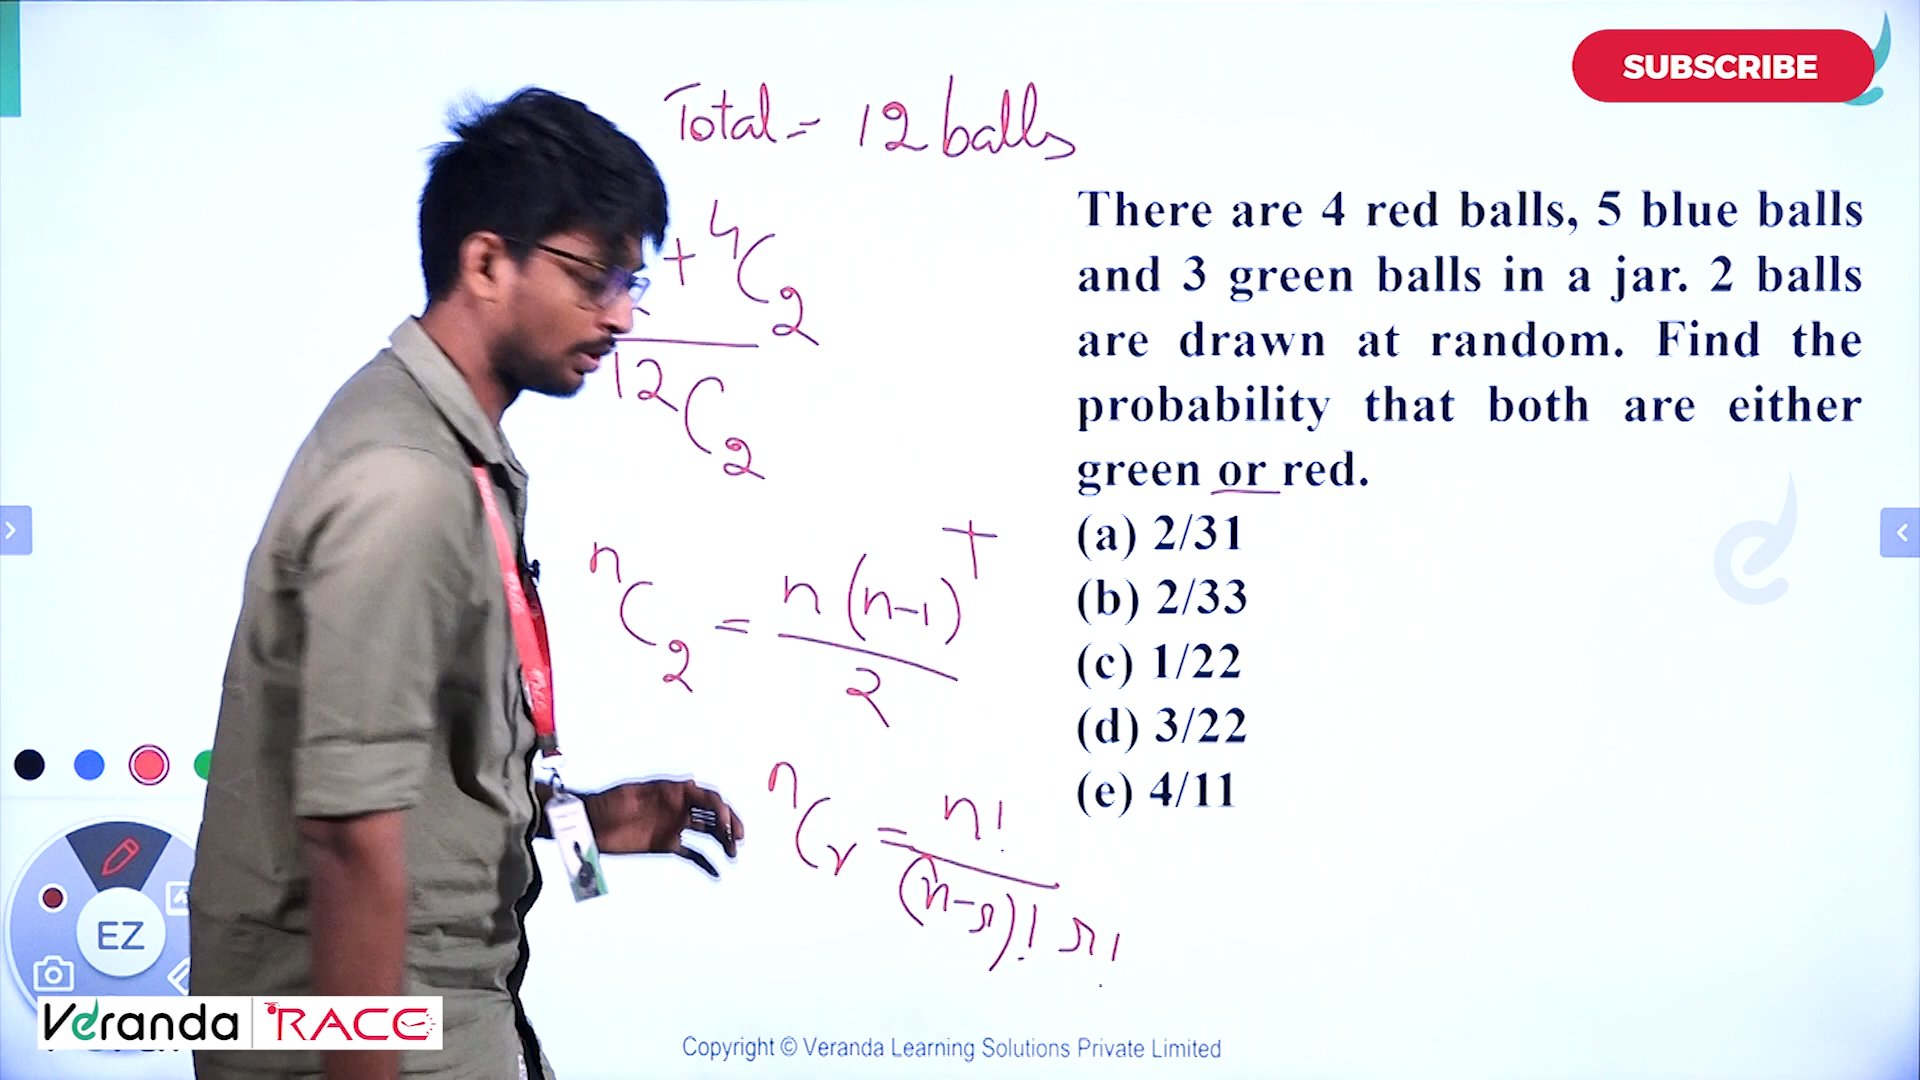 SUBSCRIBE
Total = 12 balls
+ ⁴C₂
12C₂
ⁿC₂ = n(n-1) / 2
ⁿCᵣ = n! / (n-r)! r!
There are 4 red balls, 5 blue balls
and 3 green balls in a jar. 2 balls
are drawn at random. Find the
probability that both are either
green or red.
(a) 2/31
(b) 2/33
(c) 1/22
(d) 3/22
(e) 4/11
EZ
Veranda RACE
Copyright © Veranda Learning Solutions Private Limited